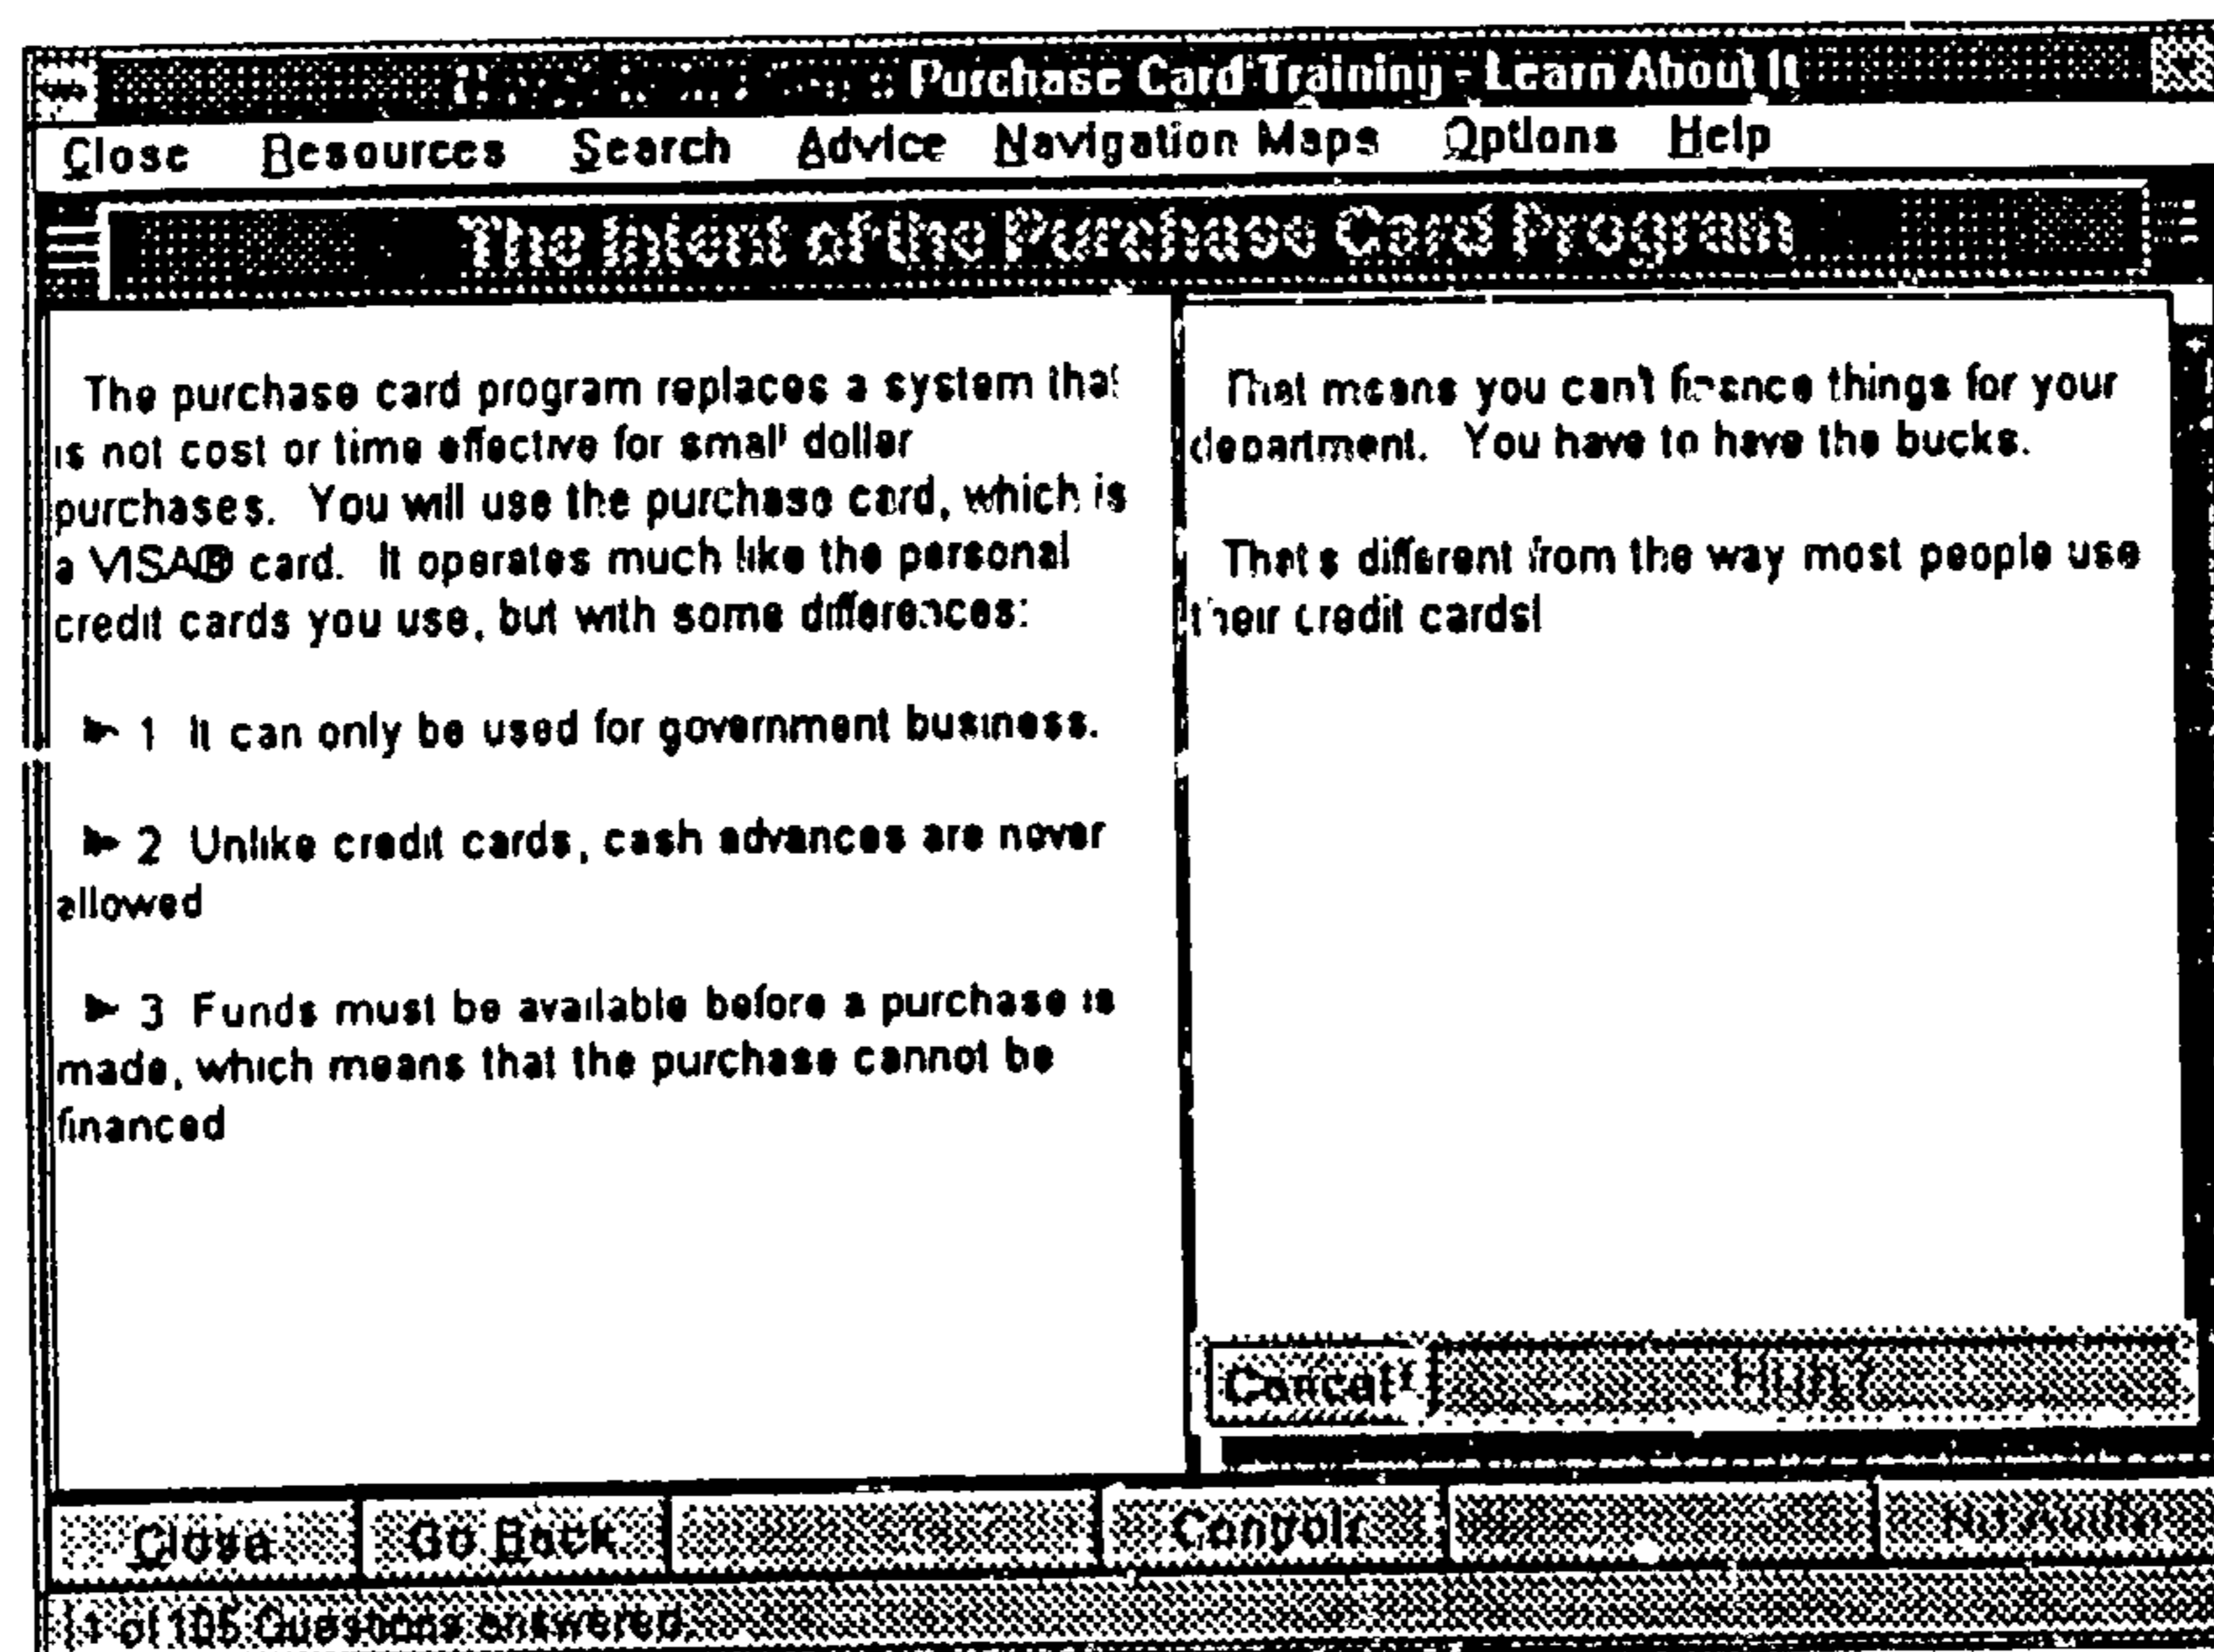 Purchase Card Training - Learn About It
Close Resources Search Advice Navigation Maps Options Help
The Intent of the Purchase Card Program
The purchase card program replaces a system that
is not cost or time effective for small dollar
purchases. You will use the purchase card, which is
a VISA® card. It operates much like the personal
credit cards you use, but with some differences:
► 1 It can only be used for government business.
► 2 Unlike credit cards, cash advances are never
allowed
► 3 Funds must be available before a purchase is
made, which means that the purchase cannot be
financed
That means you can't finance things for your
department. You have to have the bucks.
That's different from the way most people use
their credit cards!
Cancel Huh?
Close Go Back Controls No Audio
1 of 105 Questions answered.